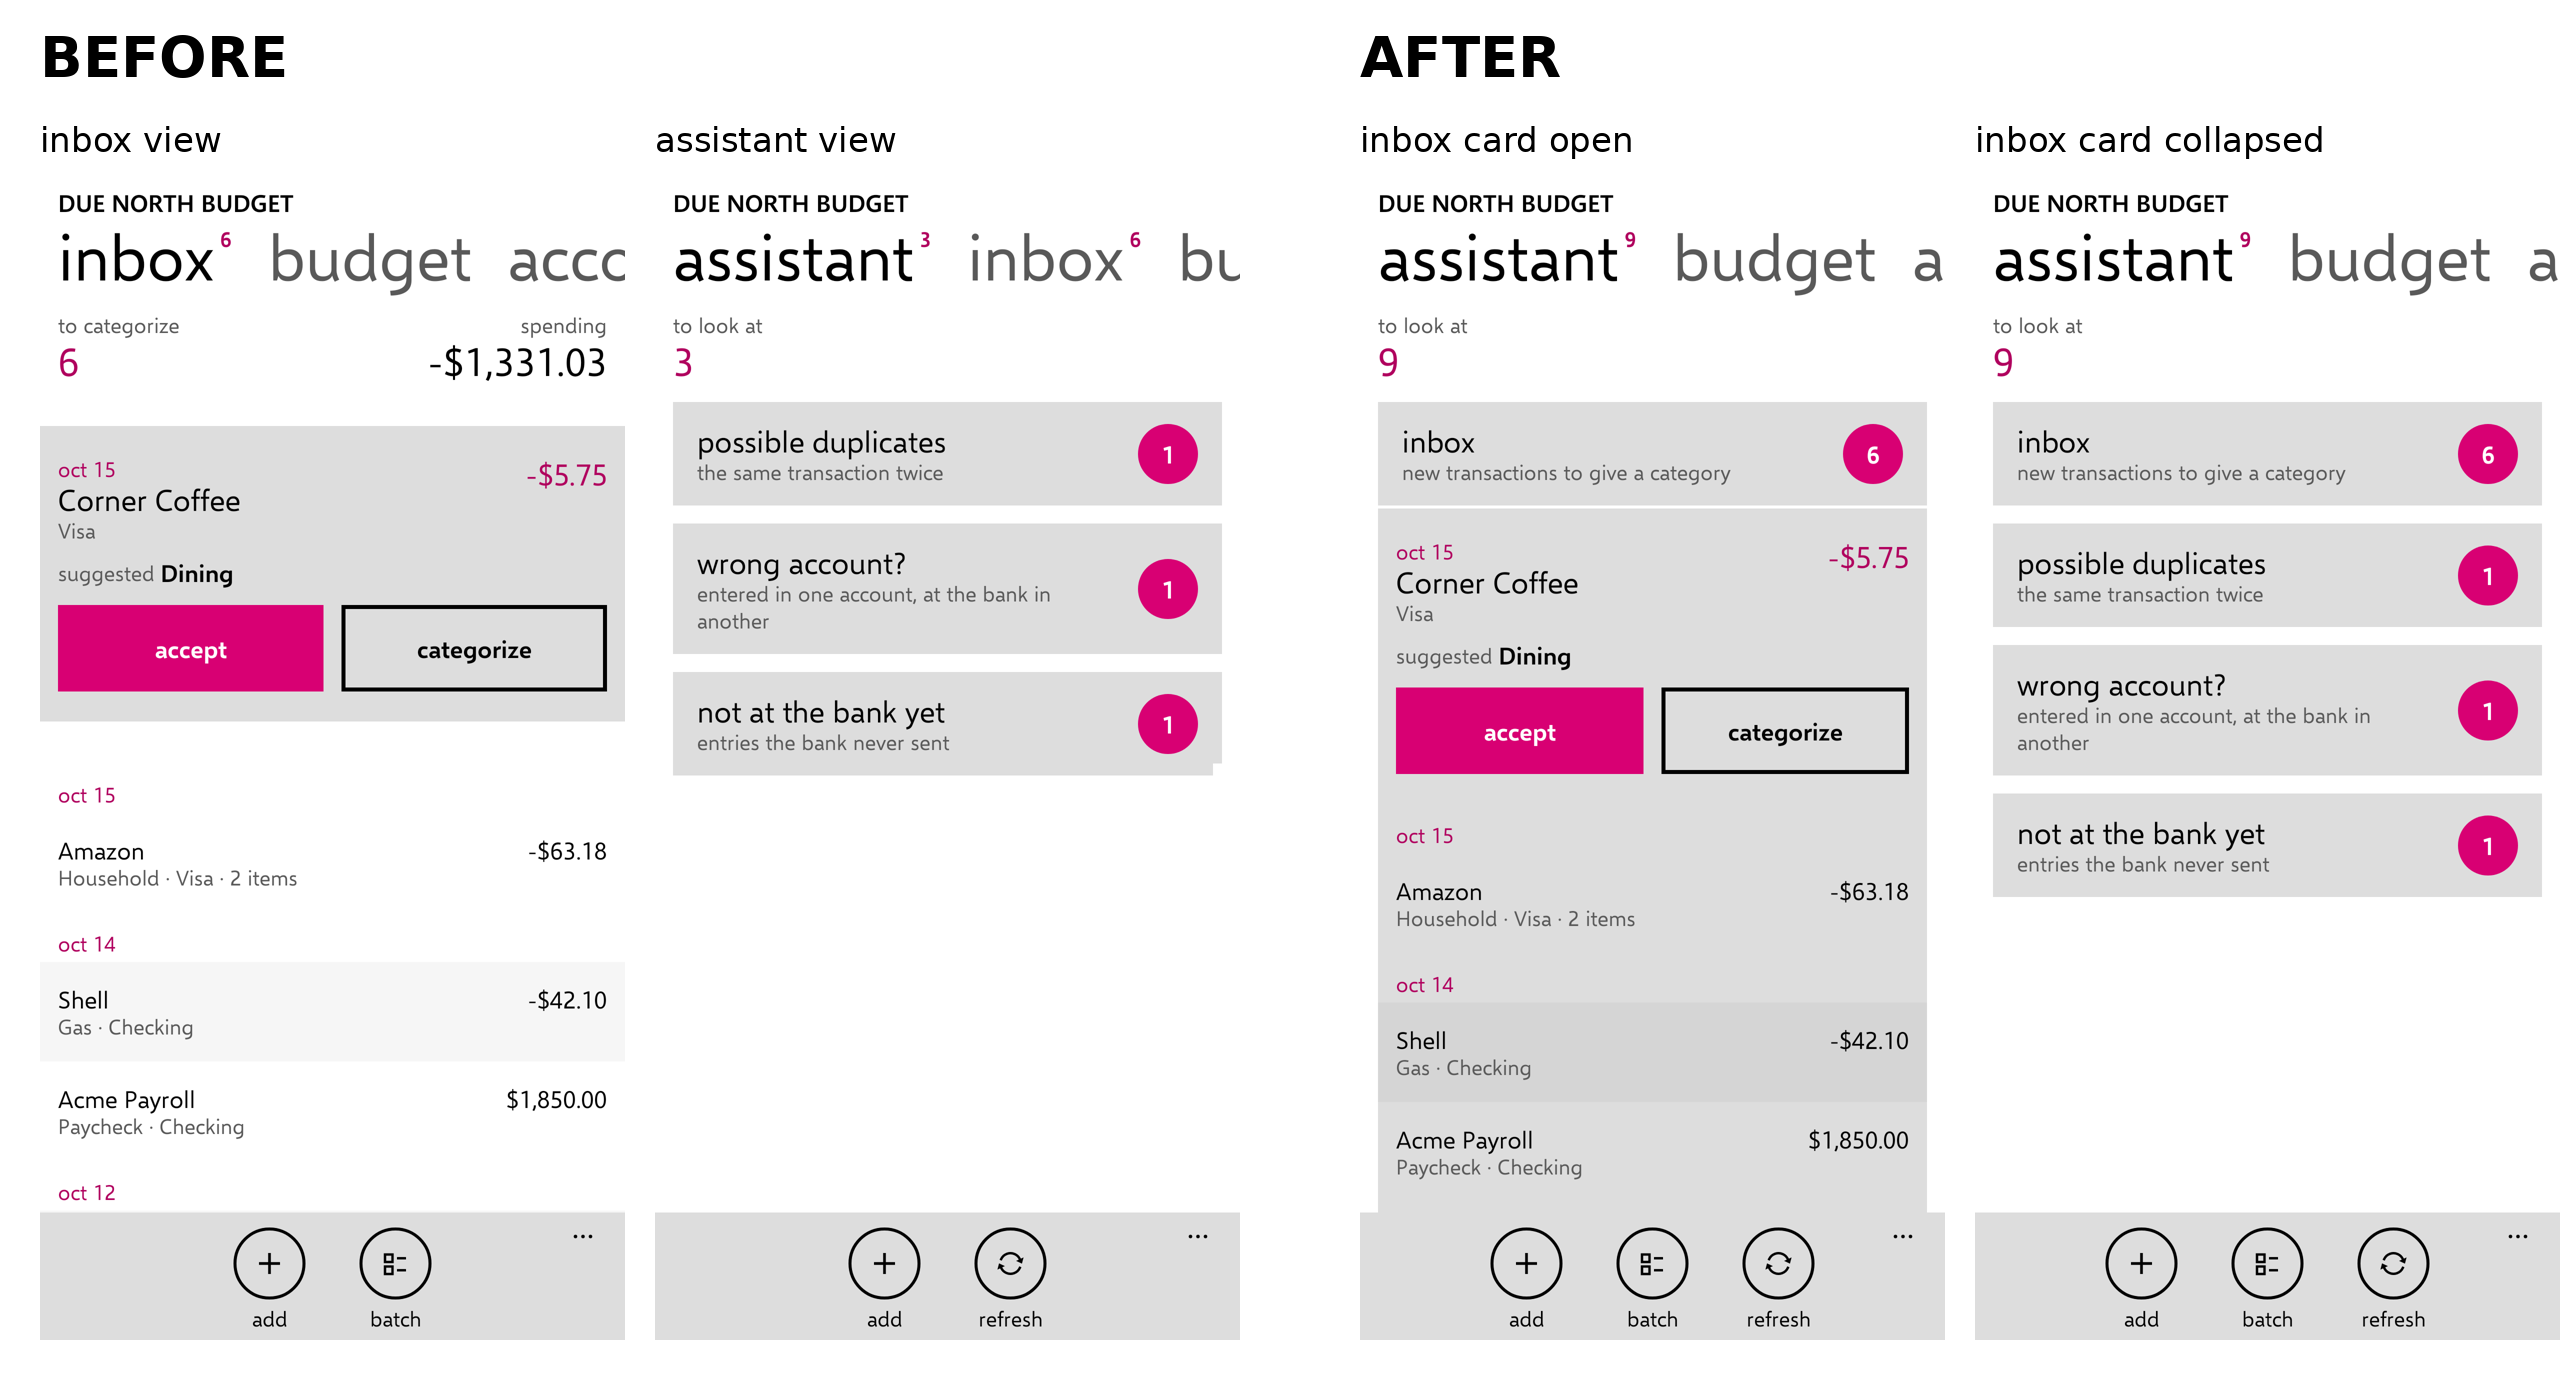 BEFORE
inbox view
DUE NORTH BUDGET
inbox 6 budget acco
to categorize spending
6 -$1,331.03
oct 15 -$5.75
Corner Coffee
Visa
suggested Dining
accept categorize
oct 15
Amazon -$63.18
Household · Visa · 2 items
oct 14
Shell -$42.10
Gas · Checking
Acme Payroll $1,850.00
Paycheck · Checking
oct 12
...
add batch
assistant view
DUE NORTH BUDGET
assistant 3 inbox 6 bu
to look at
3
possible duplicates 1
the same transaction twice
wrong account? 1
entered in one account, at the bank in
another
not at the bank yet 1
entries the bank never sent
...
add refresh
AFTER
inbox card open
DUE NORTH BUDGET
assistant 9 budget a
to look at
9
inbox 6
new transactions to give a category
oct 15 -$5.75
Corner Coffee
Visa
suggested Dining
accept categorize
oct 15
Amazon -$63.18
Household · Visa · 2 items
oct 14
Shell -$42.10
Gas · Checking
Acme Payroll $1,850.00
Paycheck · Checking
...
add batch refresh
inbox card collapsed
DUE NORTH BUDGET
assistant 9 budget a
to look at
9
inbox 6
new transactions to give a category
possible duplicates 1
the same transaction twice
wrong account? 1
entered in one account, at the bank in
another
not at the bank yet 1
entries the bank never sent
...
add batch refresh